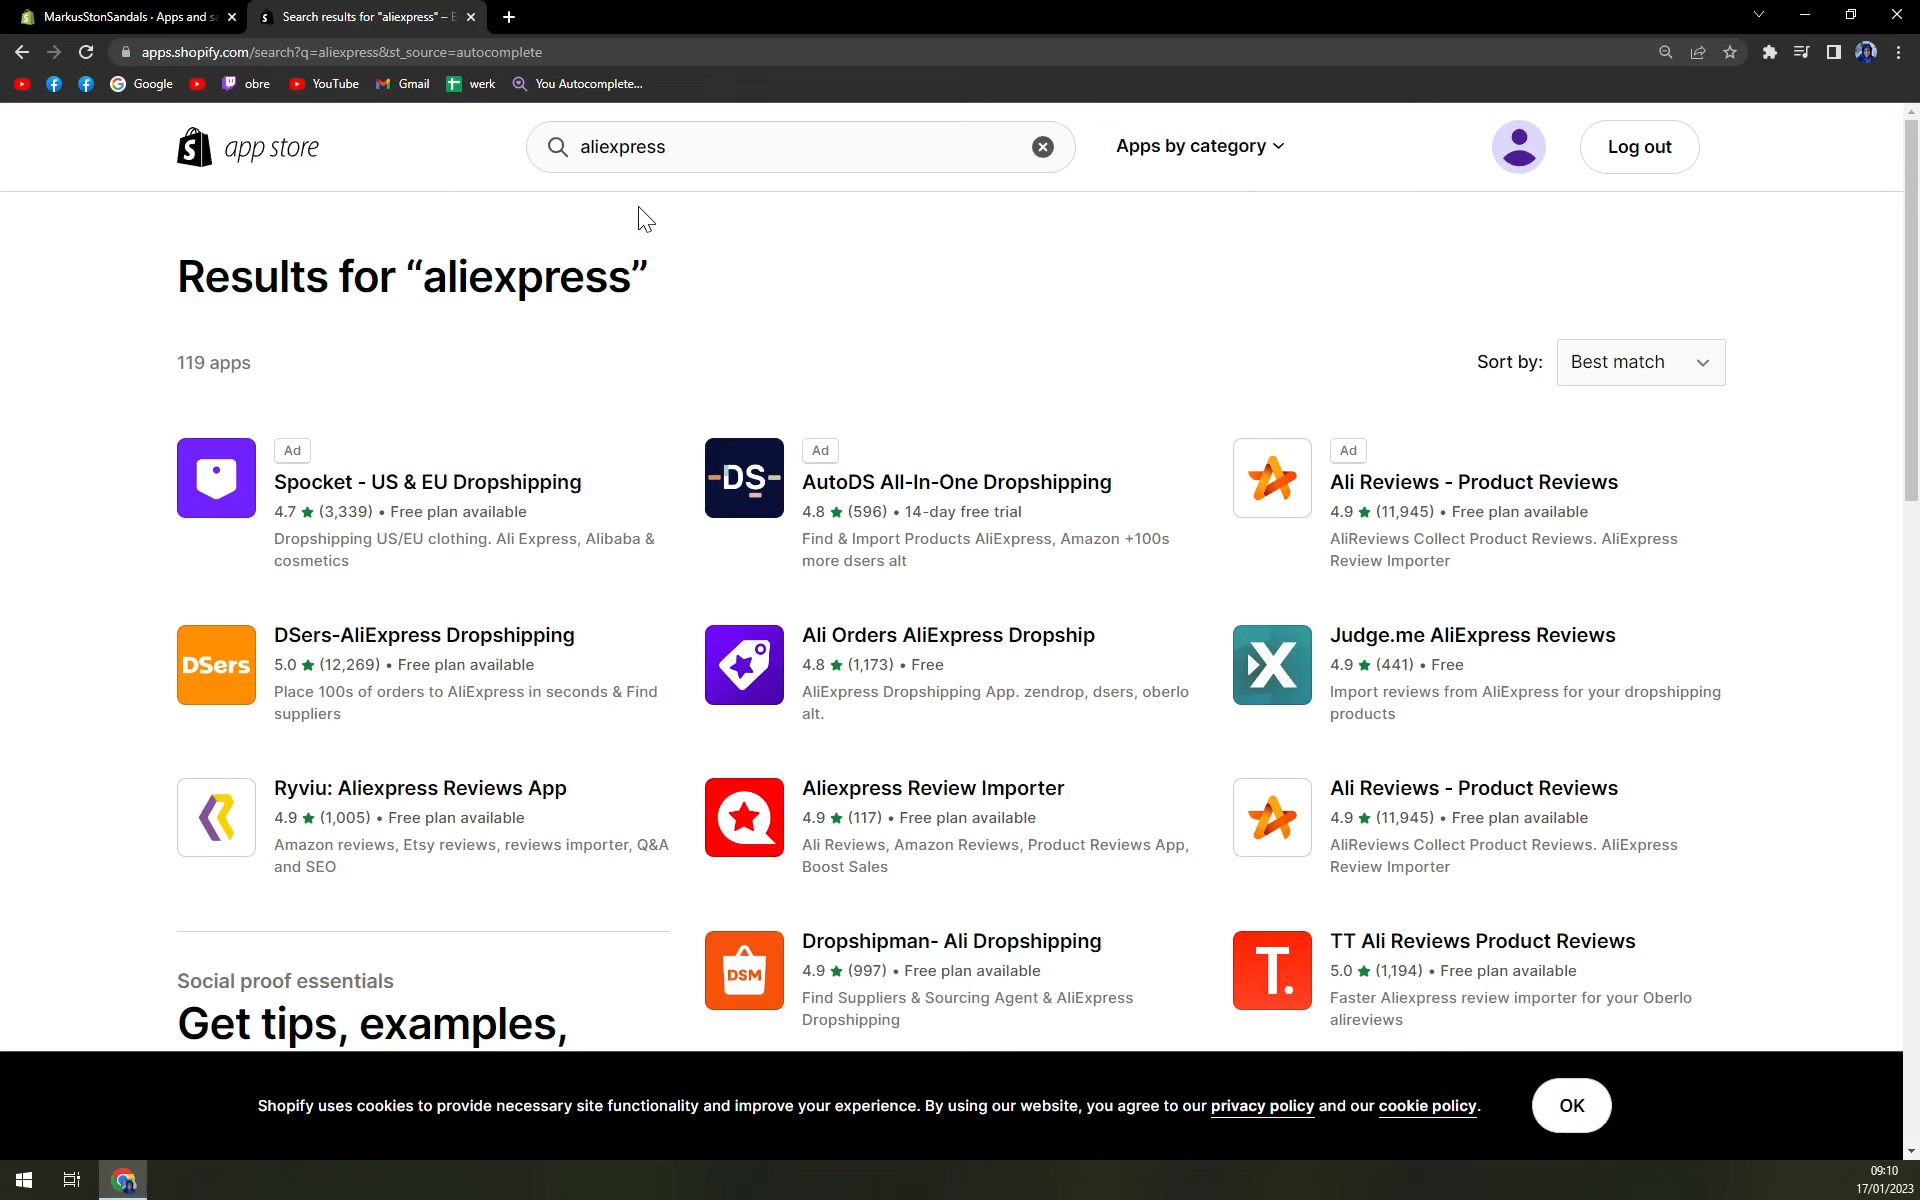 MarkusStonSandals · Apps and s
Search results for "aliexpress" – E
apps.shopify.com/search?q=aliexpress&st_source=autocomplete
Google
obre
YouTube
Gmail
werk
You Autocomplete...
app store
aliexpress
Apps by category
Log out
Results for “aliexpress”
119 apps
Sort by:
Best match
Ad
Spocket - US & EU Dropshipping
4.7 ★ (3,339) • Free plan available
Dropshipping US/EU clothing. Ali Express, Alibaba &
cosmetics
-DS-
Ad
AutoDS All-In-One Dropshipping
4.8 ★ (596) • 14-day free trial
Find & Import Products AliExpress, Amazon +100s
more dsers alt
Ad
Ali Reviews - Product Reviews
4.9 ★ (11,945) • Free plan available
AliReviews Collect Product Reviews. AliExpress
Review Importer
DSers
DSers-AliExpress Dropshipping
5.0 ★ (12,269) • Free plan available
Place 100s of orders to AliExpress in seconds & Find
suppliers
Ali Orders AliExpress Dropship
4.8 ★ (1,173) • Free
AliExpress Dropshipping App. zendrop, dsers, oberlo
alt.
Judge.me AliExpress Reviews
4.9 ★ (441) • Free
Import reviews from AliExpress for your dropshipping
products
Ryviu: Aliexpress Reviews App
4.9 ★ (1,005) • Free plan available
Amazon reviews, Etsy reviews, reviews importer, Q&A
and SEO
Aliexpress Review Importer
4.9 ★ (117) • Free plan available
Ali Reviews, Amazon Reviews, Product Reviews App,
Boost Sales
Ali Reviews - Product Reviews
4.9 ★ (11,945) • Free plan available
AliReviews Collect Product Reviews. AliExpress
Review Importer
Social proof essentials
Get tips, examples,
DSM
Dropshipman- Ali Dropshipping
4.9 ★ (997) • Free plan available
Find Suppliers & Sourcing Agent & AliExpress
Dropshipping
T.
TT Ali Reviews Product Reviews
5.0 ★ (1,194) • Free plan available
Faster Aliexpress review importer for your Oberlo
alireviews
Shopify uses cookies to provide necessary site functionality and improve your experience. By using our website, you agree to our privacy policy and our cookie policy.
OK
09:10
17/01/2023